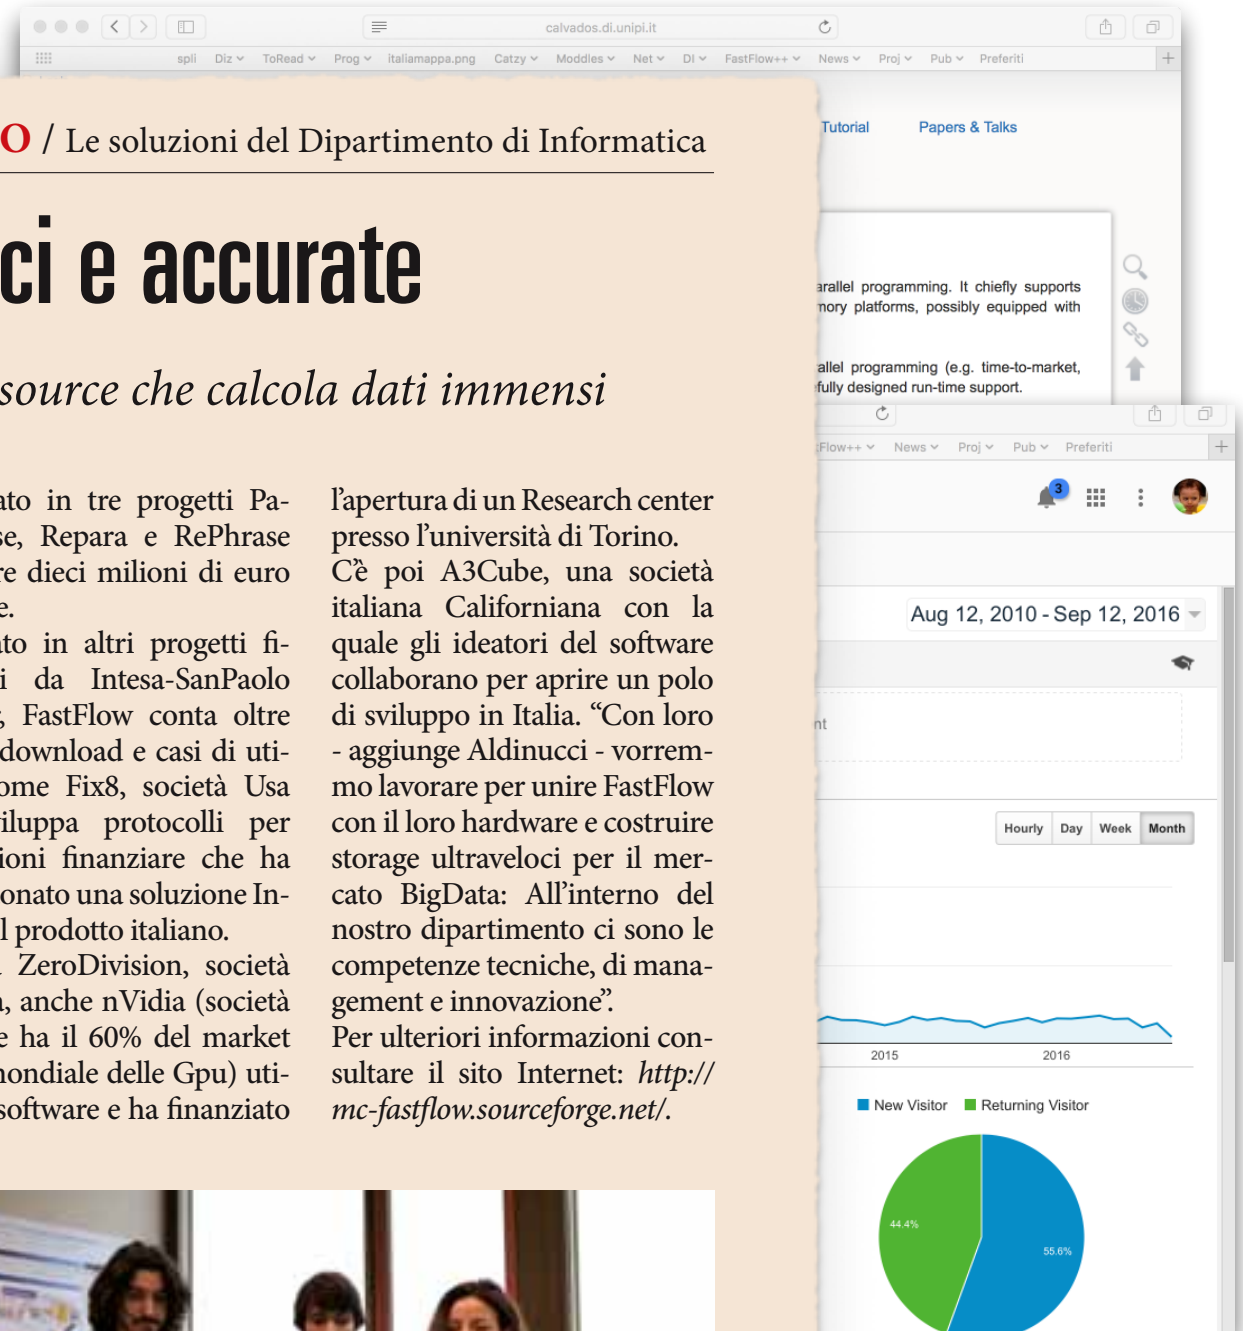 calvados.di.unipi.it
spli Diz ToRead Prog italiamappa.png Catzy Moddles Net DI FastFlow++ News Proj Pub Preferiti
Tutorial Papers & Talks
O / Le soluzioni del Dipartimento di Informatica
ci e accurate
source che calcola dati immensi
arallel programming. It chiefly supports
mory platforms, possibly equipped with
allel programming (e.g. time-to-market,
fully designed run-time support.
Flow++ News Proj Pub Preferiti
3
Aug 12, 2010 - Sep 12, 2016
nt
Hourly Day Week Month
2015 2016
New Visitor Returning Visitor
44.4%
55.6%
ato in tre progetti Pa-
se, Repara e RePhrase
re dieci milioni di euro
e.
ato in altri progetti fi-
i da Intesa-SanPaolo
, FastFlow conta oltre
download e casi di uti-
ome Fix8, società Usa
iluppa protocolli per
ioni finanziare che ha
onato una soluzione In-
l prodotto italiano.
ZeroDivision, società
a, anche nVidia (società
e ha il 60% del market
mondiale delle Gpu) uti-
software e ha finanziato
l'apertura di un Research center
presso l'università di Torino.
C'è poi A3Cube, una società
italiana Californiana con la
quale gli ideatori del software
collaborano per aprire un polo
di sviluppo in Italia. “Con loro
- aggiunge Aldinucci - vorrem-
mo lavorare per unire FastFlow
con il loro hardware e costruire
storage ultraveloci per il mer-
cato BigData: All'interno del
nostro dipartimento ci sono le
competenze tecniche, di mana-
gement e innovazione”.
Per ulteriori informazioni con-
sultare il sito Internet: http://
mc-fastflow.sourceforge.net/.